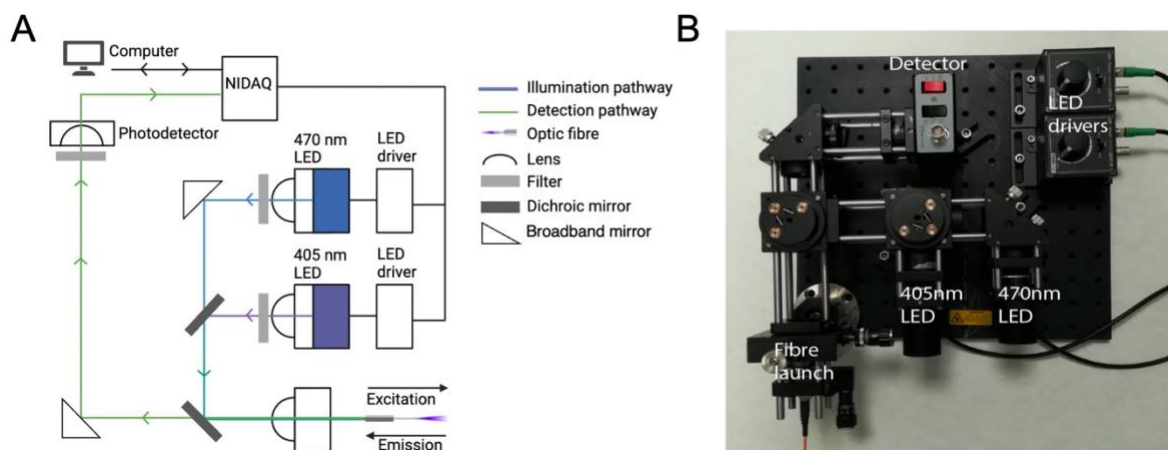 A
Computer
NIDAQ
Photodetector
470 nm
LED
LED
driver
405 nm
LED
LED
driver
Excitation
Emission
Illumination pathway
Detection pathway
Optic fibre
Lens
Filter
Dichroic mirror
Broadband mirror
B
Detector
LED
drivers
405nm
LED
470nm
LED
Fibre
launch